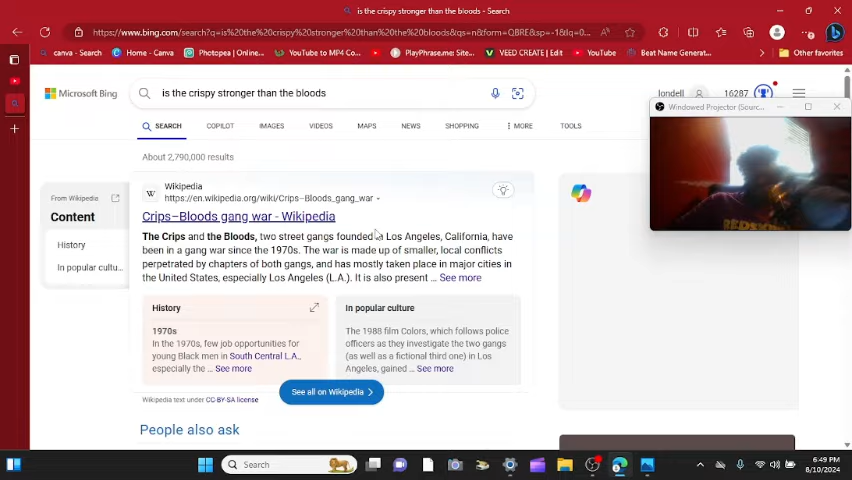 is the crispy stronger than the bloods - Search
https://www.bing.com/search?q=is%20the%20crispy%20stronger%20than%20the%20bloods&qs=n&form=QBRE&sp=-1&lq=0...
canva - Search
Home - Canva
Photopea | Online...
YouTube to MP4 Co...
PlayPhrase.me: Site...
VEED CREATE | Edit
YouTube
Beat Name Generat...
Other favorites
Microsoft Bing
is the crispy stronger than the bloods
londell
16287
Windowed Projector (Sourc...
SEARCH
COPILOT
IMAGES
VIDEOS
MAPS
NEWS
SHOPPING
MORE
TOOLS
About 2,790,000 results
From Wikipedia
Content
History
In popular cultu...
W
Wikipedia
https://en.wikipedia.org/wiki/Crips–Bloods_gang_war
Crips–Bloods gang war - Wikipedia
The Crips and the Bloods, two street gangs founded in Los Angeles, California, have
been in a gang war since the 1970s. The war is made up of smaller, local conflicts
perpetrated by chapters of both gangs, and has mostly taken place in major cities in
the United States, especially Los Angeles (L.A.). It is also present ... See more
History
1970s
In the 1970s, few job opportunities for
young Black men in South Central L.A.,
especially the ... See more
In popular culture
The 1988 film Colors, which follows police
officers as they investigate the two gangs
(as well as a fictional third one) in Los
Angeles, gained ... See more
See all on Wikipedia
Wikipedia text under CC-BY-SA license
People also ask
Search
6:49 PM
8/10/2024